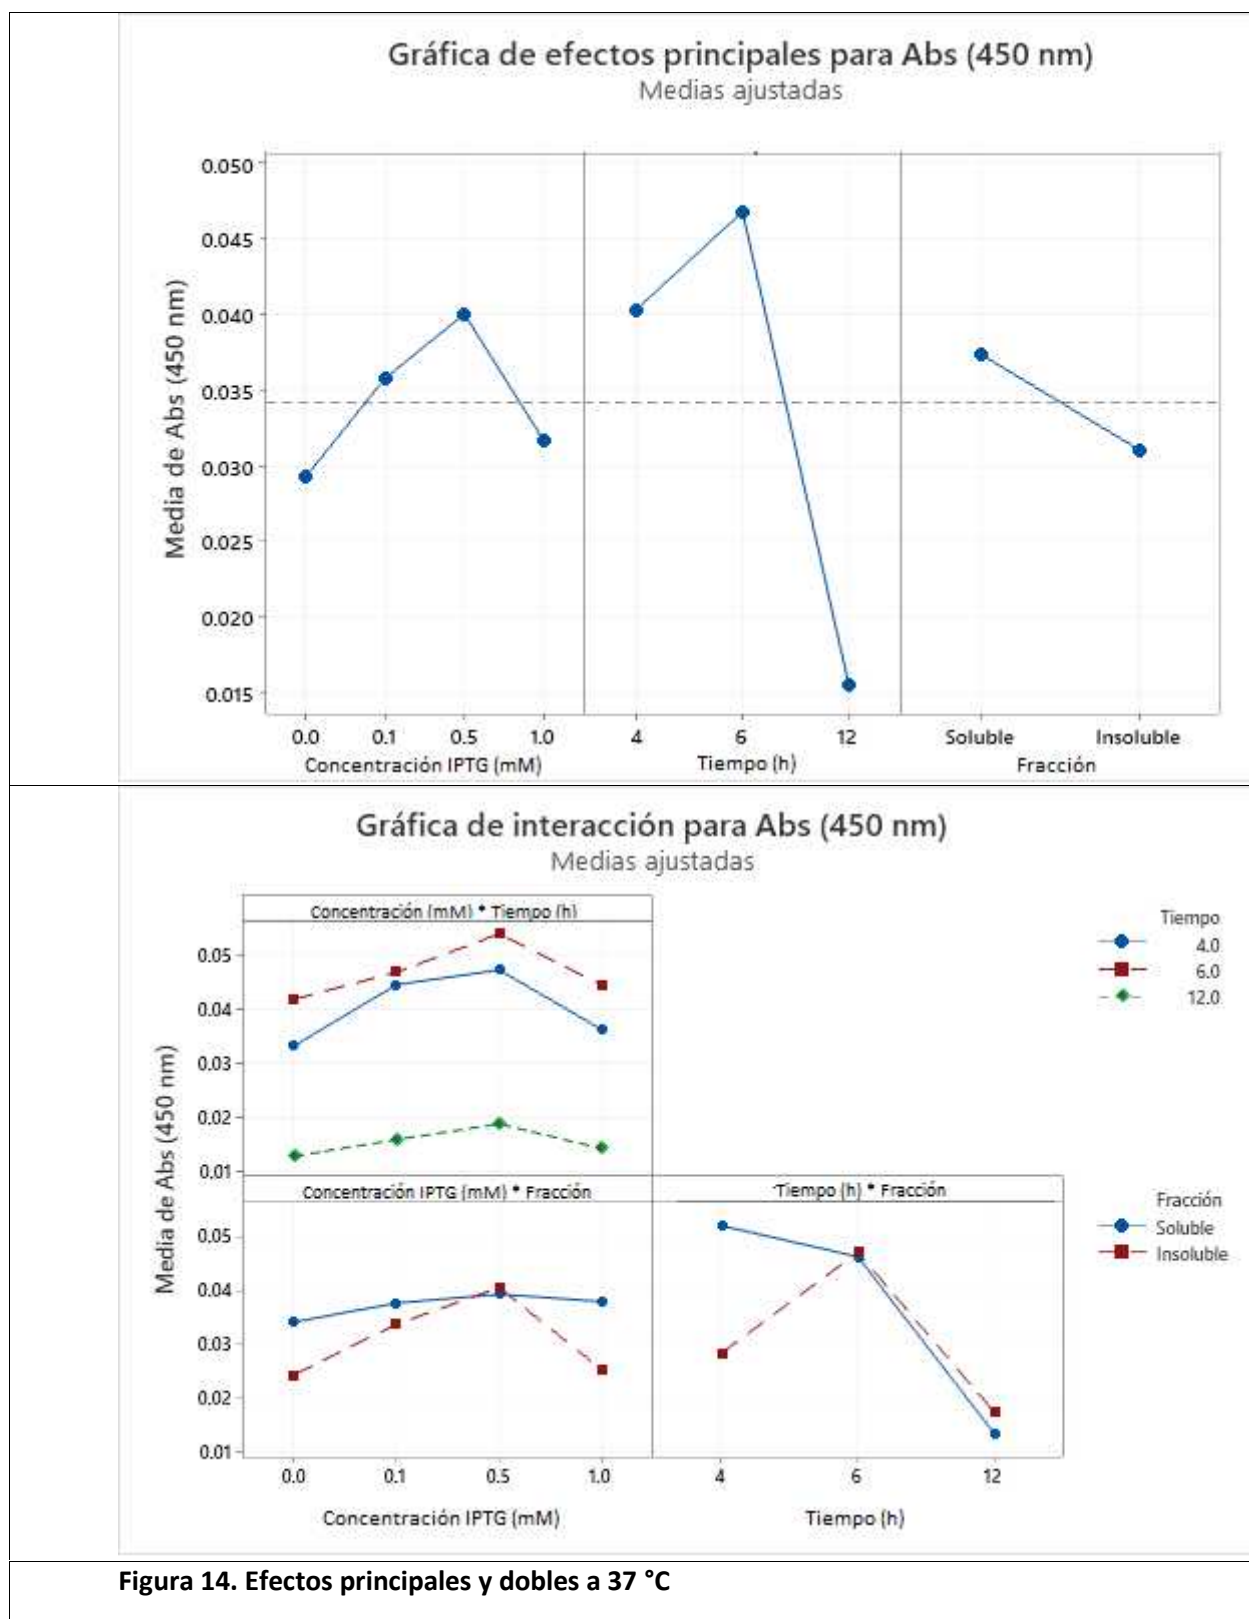 Gráfica de efectos principales para Abs (450 nm)
Medias ajustadas
Media de Abs (450 nm)
0.050
0.045
0.040
0.035
0.030
0.025
0.020
0.015
0.0 0.1 0.5 1.0 4 6 12 Soluble Insoluble
Concentración IPTG (mM) Tiempo (h) Fracción
Gráfica de interacción para Abs (450 nm)
Medias ajustadas
Media de Abs (450 nm)
Concentración (mM) * Tiempo (h)
0.05
0.04
0.03
0.02
0.01
Tiempo
4.0
6.0
12.0
Concentración IPTG (mM) * Fracción Tiempo (h) * Fracción
0.05
0.04
0.03
0.02
0.01
Fracción
Soluble
Insoluble
0.0 0.1 0.5 1.0 4 6 12
Concentración IPTG (mM) Tiempo (h)
Figura 14. Efectos principales y dobles a 37 °C